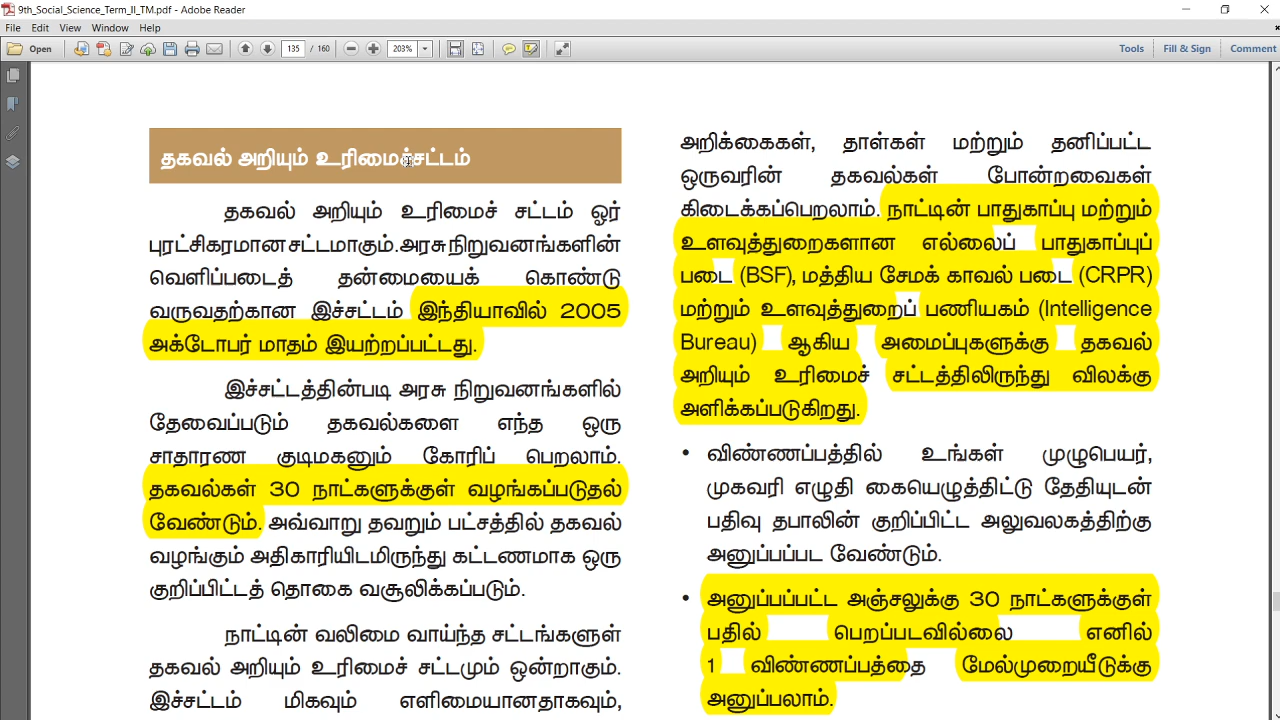 9th_Social_Science_Term_II_TM.pdf - Adobe Reader
File Edit View Window Help
Open 135 / 160 203% Tools Fill & Sign Comment
தகவல் அறியும் உரிமைச்சட்டம்
தகவல் அறியும் உரிமைச் சட்டம் ஓர்
புரட்சிகரமான சட்டமாகும். அரசு நிறுவனங்களின்
வெளிப்படைத் தன்மையைக் கொண்டு
வருவதற்கான இச்சட்டம் இந்தியாவில் 2005
அக்டோபர் மாதம் இயற்றப்பட்டது.
இச்சட்டத்தின்படி அரசு நிறுவனங்களில்
தேவைப்படும் தகவல்களை எந்த ஒரு
சாதாரண குடிமகனும் கோரிப் பெறலாம்.
தகவல்கள் 30 நாட்களுக்குள் வழங்கப்படுதல்
வேண்டும். அவ்வாறு தவறும் பட்சத்தில் தகவல்
வழங்கும் அதிகாரியிடமிருந்து கட்டணமாக ஒரு
குறிப்பிட்டத் தொகை வசூலிக்கப்படும்.
நாட்டின் வலிமை வாய்ந்த சட்டங்களுள்
தகவல் அறியும் உரிமைச் சட்டமும் ஒன்றாகும்.
இச்சட்டம் மிகவும் எளிமையானதாகவும்,
அறிக்கைகள், தாள்கள் மற்றும் தனிப்பட்ட
ஒருவரின் தகவல்கள் போன்றவைகள்
கிடைக்கப்பெறலாம். நாட்டின் பாதுகாப்பு மற்றும்
உளவுத்துறைகளான எல்லைப் பாதுகாப்புப்
படை (BSF), மத்திய சேமக் காவல் படை (CRPR)
மற்றும் உளவுத்துறைப் பணியகம் (Intelligence
Bureau) ஆகிய அமைப்புகளுக்கு தகவல்
அறியும் உரிமைச் சட்டத்திலிருந்து விலக்கு
அளிக்கப்படுகிறது.
• விண்ணப்பத்தில் உங்கள் முழுபெயர்,
முகவரி எழுதி கையெழுத்திட்டு தேதியுடன்
பதிவு தபாலின் குறிப்பிட்ட அலுவலகத்திற்கு
அனுப்பப்பட வேண்டும்.
• அனுப்பப்பட்ட அஞ்சலுக்கு 30 நாட்களுக்குள்
பதில் பெறப்படவில்லை எனில்
1 விண்ணப்பத்தை மேல்முறையீடுக்கு
அனுப்பலாம்.